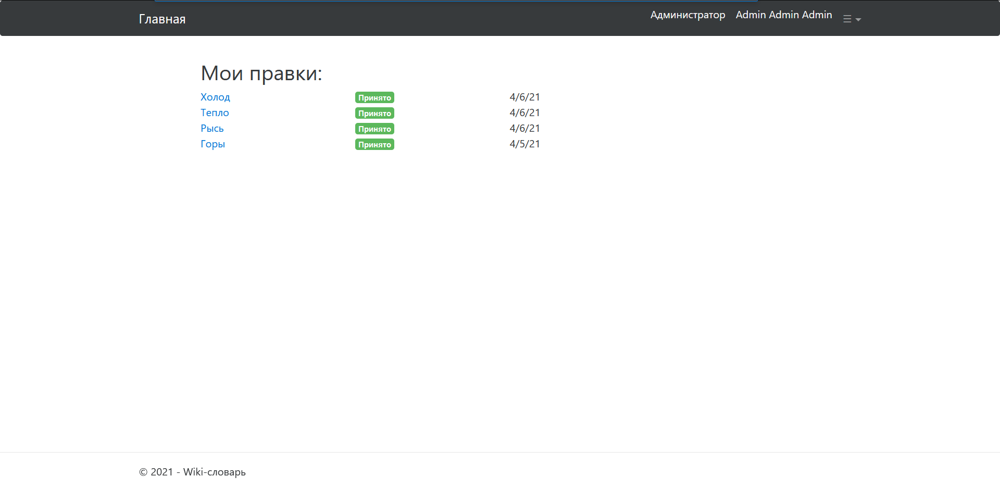 Главная Администратор Admin Admin Admin
Мои правки:
Холод Принято 4/6/21
Тепло Принято 4/6/21
Рысь Принято 4/6/21
Горы Принято 4/5/21
© 2021 - Wiki-словарь